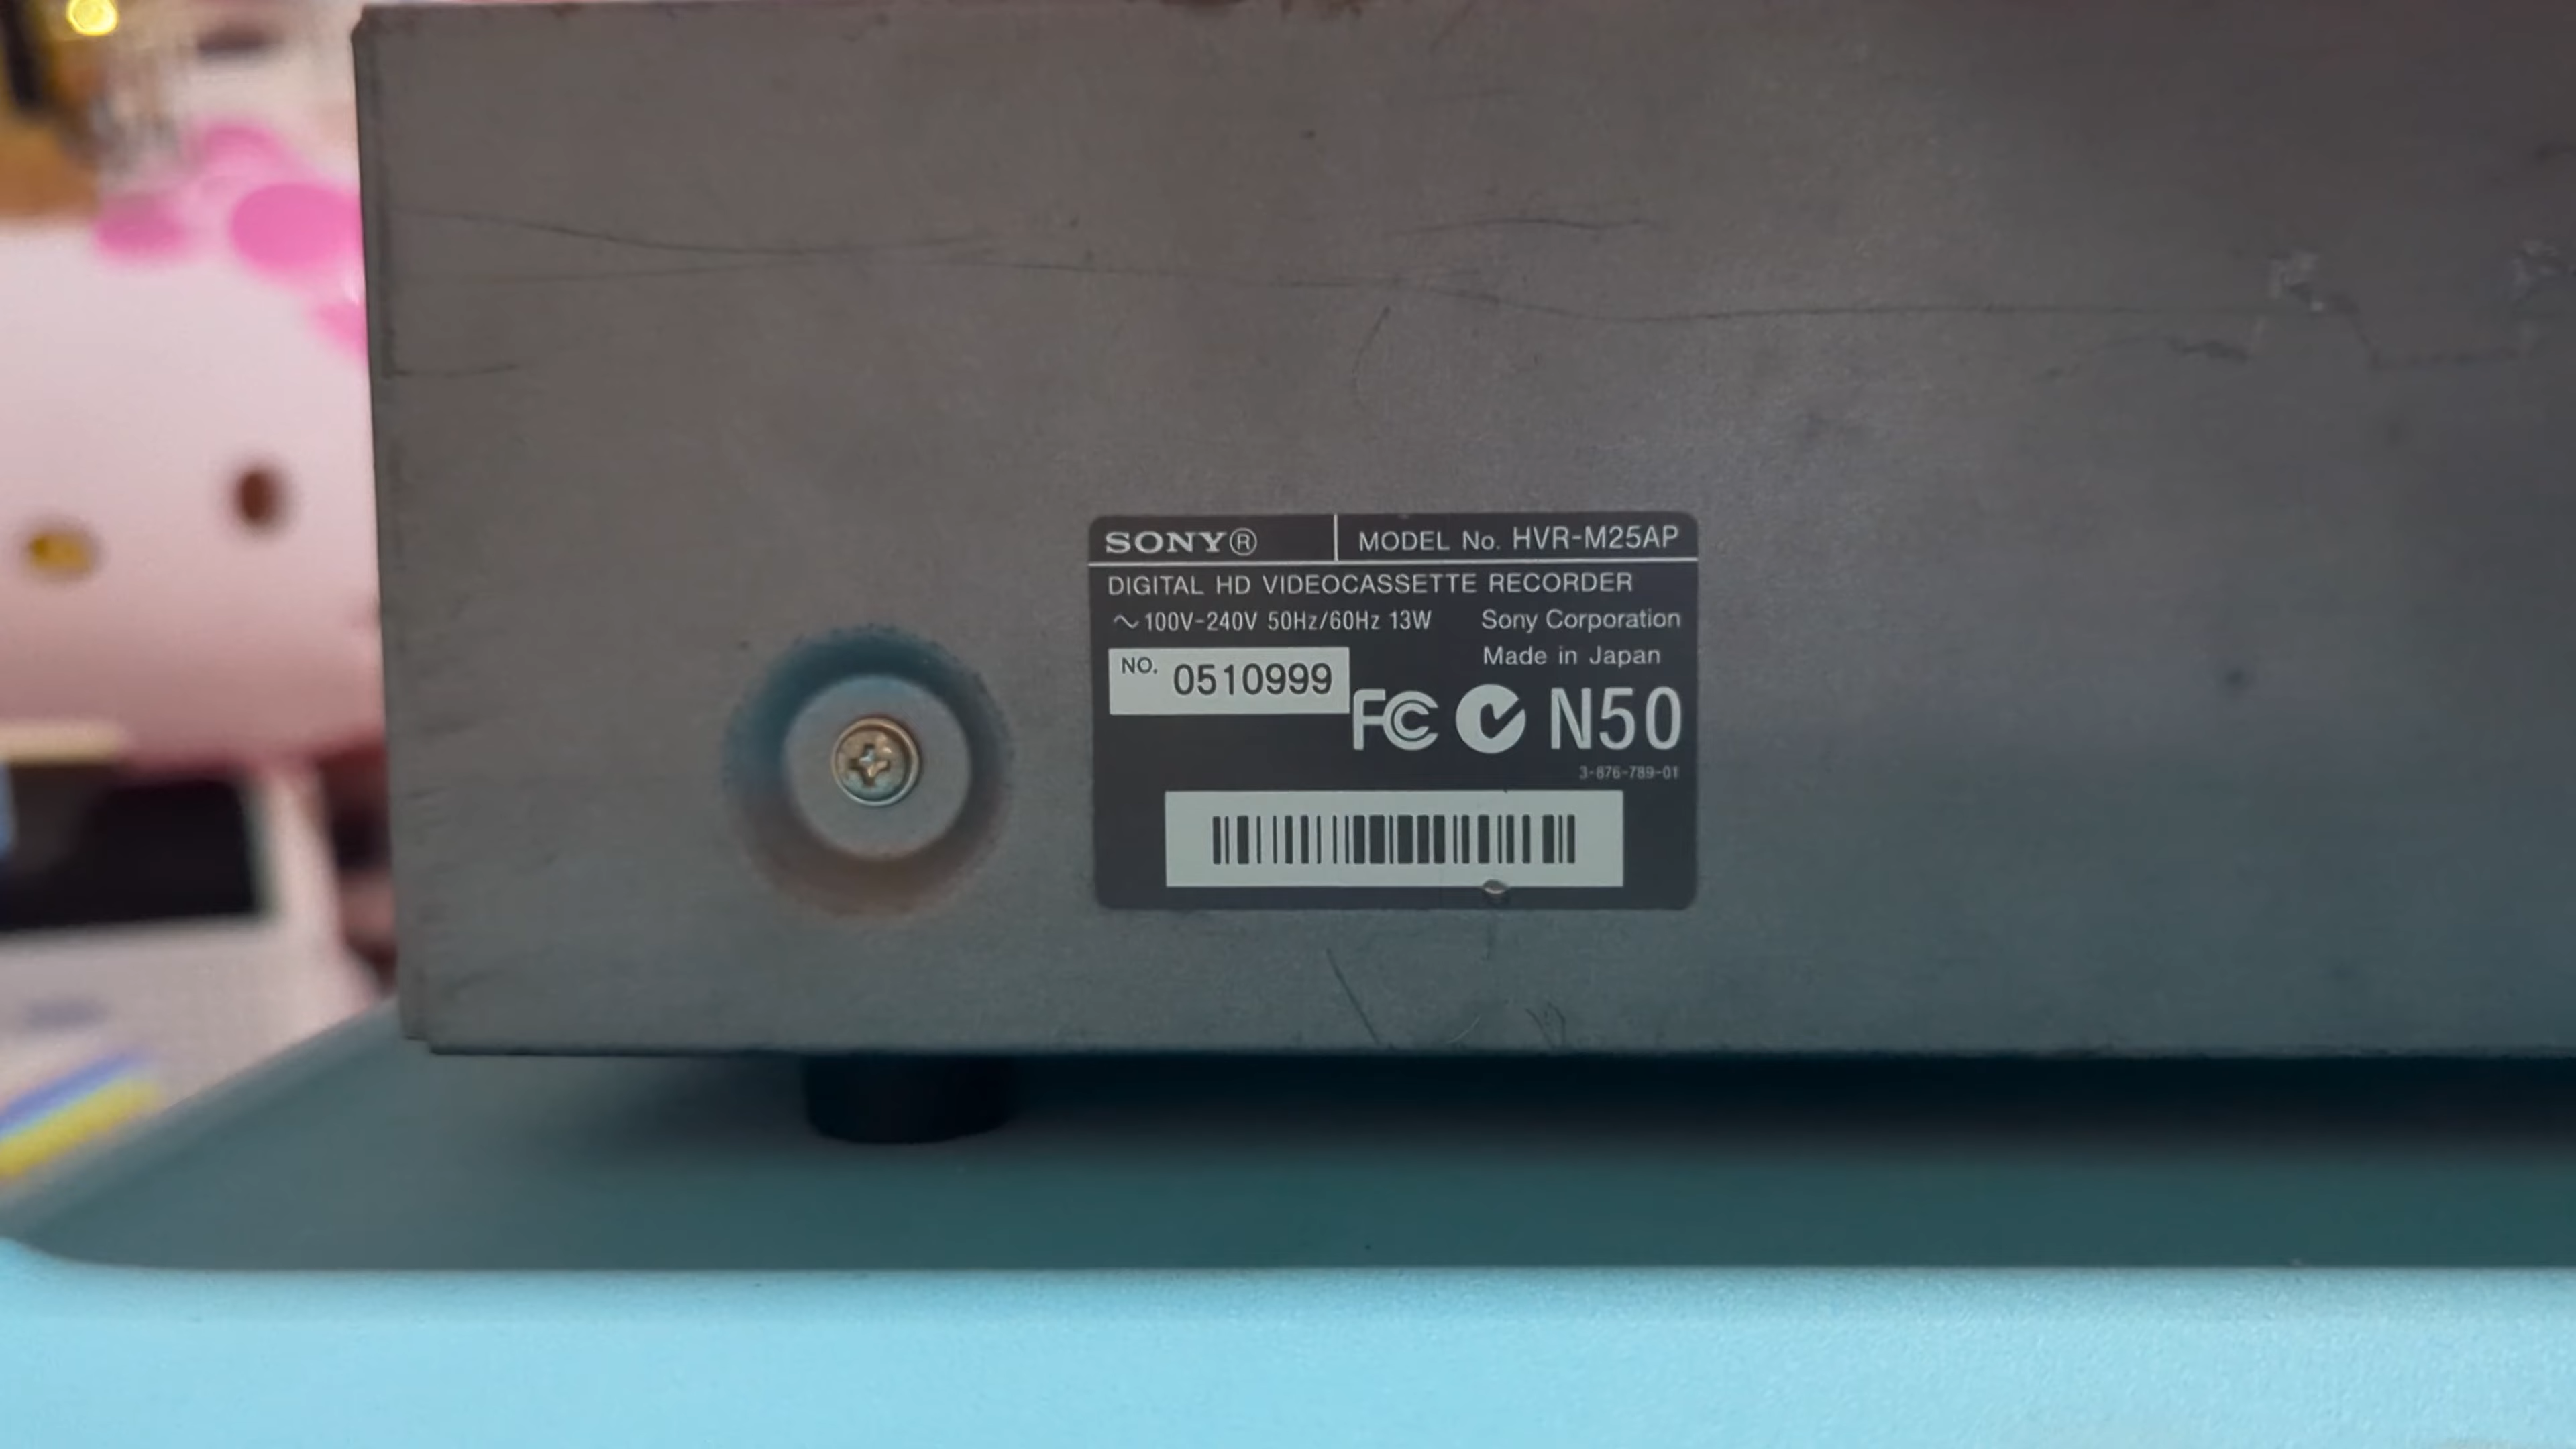 SONY® MODEL No. HVR-M25AP
DIGITAL HD VIDEOCASSETTE RECORDER
~100V-240V 50Hz/60Hz 13W Sony Corporation
Made in Japan
NO. 0510999
FC N50
3-876-789-01